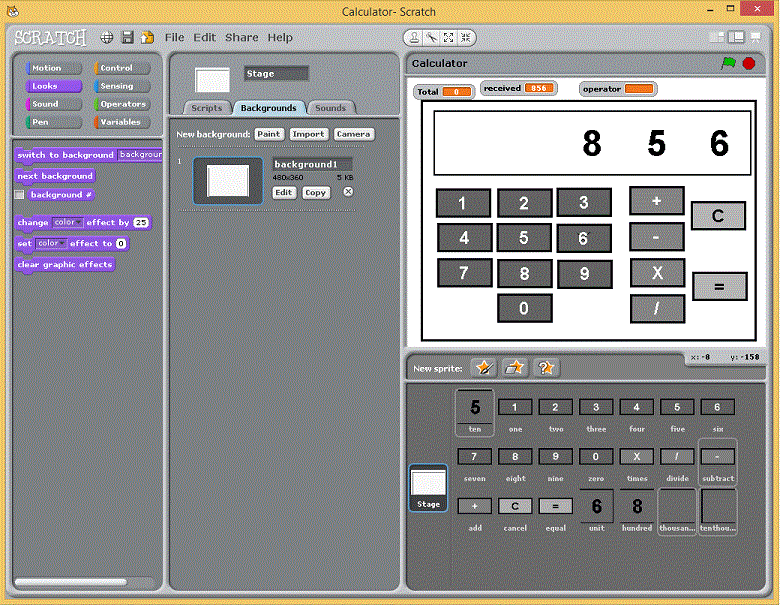 Calculator- Scratch
SCRATCH File Edit Share Help
Motion Control
Looks Sensing
Sound Operators
Pen Variables
switch to background backgroun
next background
background #
change color effect by 25
set color effect to 0
clear graphic effects
Stage
Scripts Backgrounds Sounds
New background: Paint Import Camera
1 background1
480x360 5 KB
Edit Copy
Calculator
Total 0 received 856 operator
8 5 6
1 2 3 +
C
4 5 6 -
7 8 9 X
=
0 /
x: -8 y: -158
New sprite:
5 1 2 3 4 5 6
ten one two three four five six
7 8 9 0 X / -
seven eight nine zero times divide subtract
+ C = 6 8
add cancel equal unit hundred thousan... tenthou...
Stage